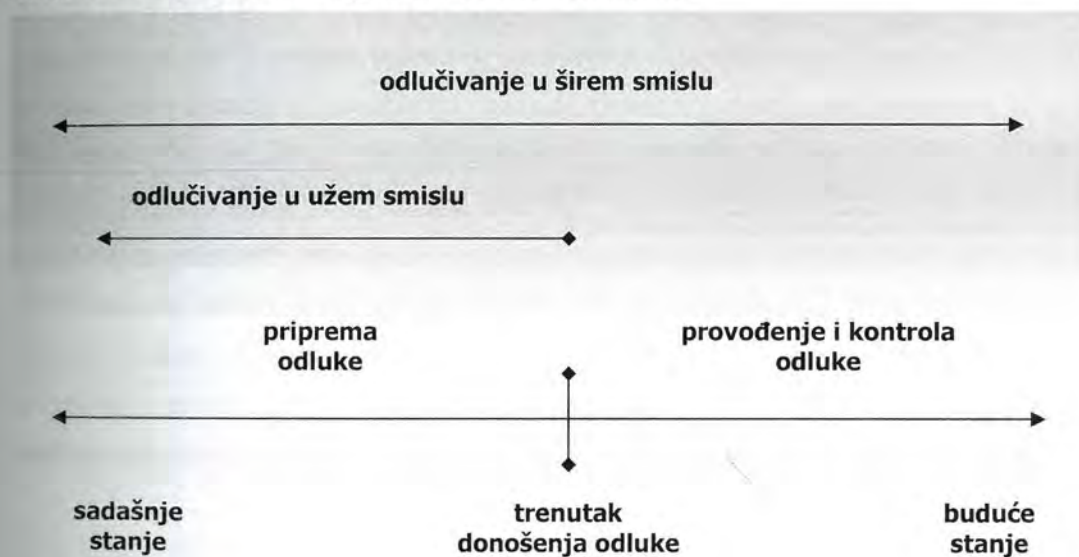 odlučivanje u širem smislu
odlučivanje u užem smislu
priprema
odluke
provođenje i kontrola
odluke
sadašnje
stanje
trenutak
donošenja odluke
buduće
stanje